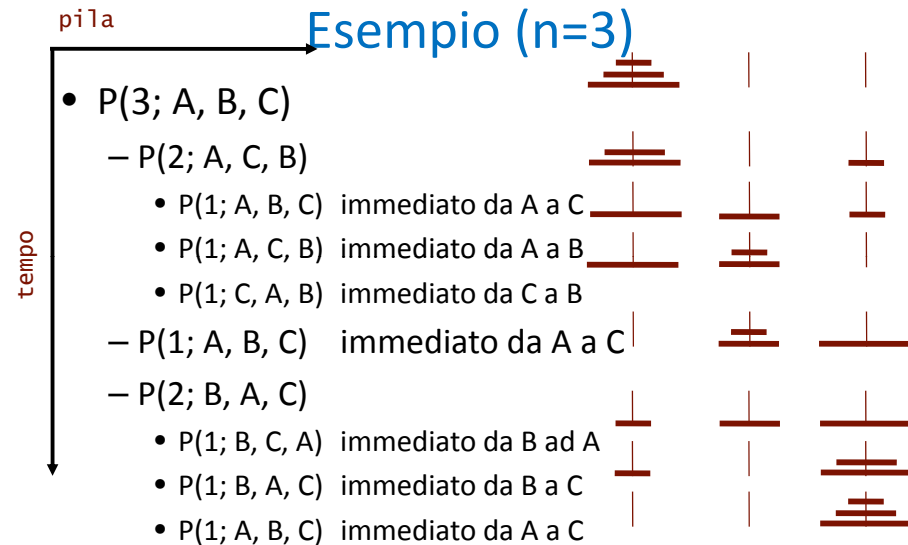 pila
Esempio (n=3)
tempo
• P(3; A, B, C)
– P(2; A, C, B)
• P(1; A, B, C) immediato da A a C
• P(1; A, C, B) immediato da A a B
• P(1; C, A, B) immediato da C a B
– P(1; A, B, C) immediato da A a C
– P(2; B, A, C)
• P(1; B, C, A) immediato da B ad A
• P(1; B, A, C) immediato da B a C
• P(1; A, B, C) immediato da A a C